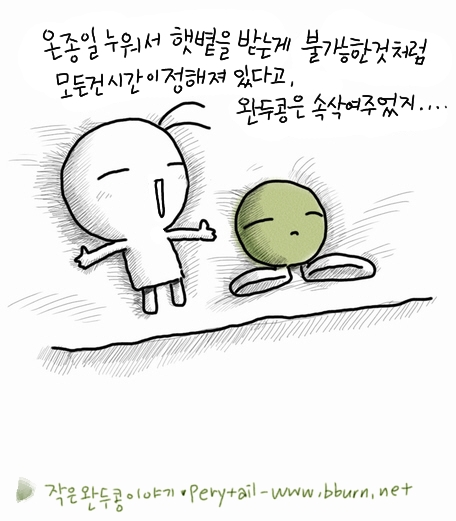 온종일 누워서 햇볕을 받는게 불가능한것처럼
모든건 시간이 정해져 있다고,
완두콩은 속삭여주었지....
작은완두콩이야기•pery+ail-www.bburn.net